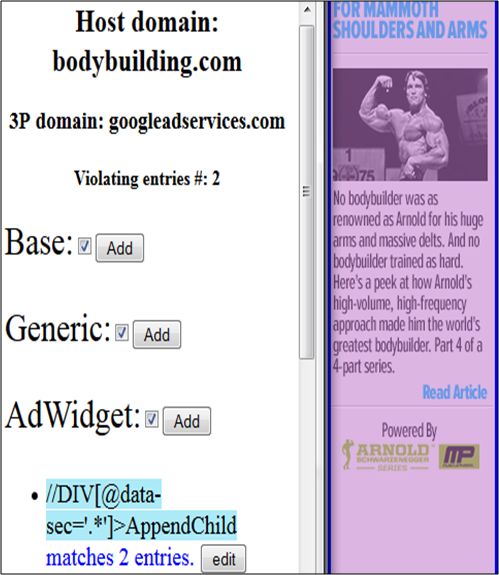 Host domain:
bodybuilding.com
3P domain: googleadservices.com
Violating entries #: 2
Base: Add
Generic: Add
AdWidget: Add
//DIV[@data-
sec='.*']>AppendChild
matches 2 entries. edit
FOR MAMMOTH
SHOULDERS AND ARMS
1
No bodybuilder was as
renowned as Arnold for his huge
arms and massive delts. And no
bodybuilder trained as hard.
Here's a peek at how Arnold's
high-volume, high-frequency
approach made him the world's
greatest bodybuilder. Part 4 of a
4-part series.
Read Article
Powered By
ARNOLD
SCHWARZENEGGER
SERIES
MP
MUSCLEPHARM